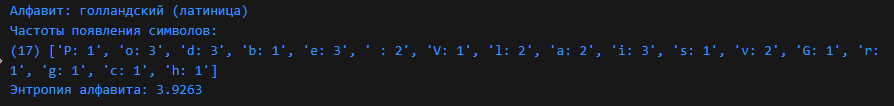 Алфавит: голландский (латиница)
Частоты появления символов:
(17) ['P: 1', 'o: 3', 'd: 3', 'b: 1', 'e: 3', ' : 2', 'V: 1', 'l: 2', 'a: 2', 'i: 3', 's: 1', 'v: 2', 'G: 1', 'r:
1', 'g: 1', 'c: 1', 'h: 1']
Энтропия алфавита: 3.9263